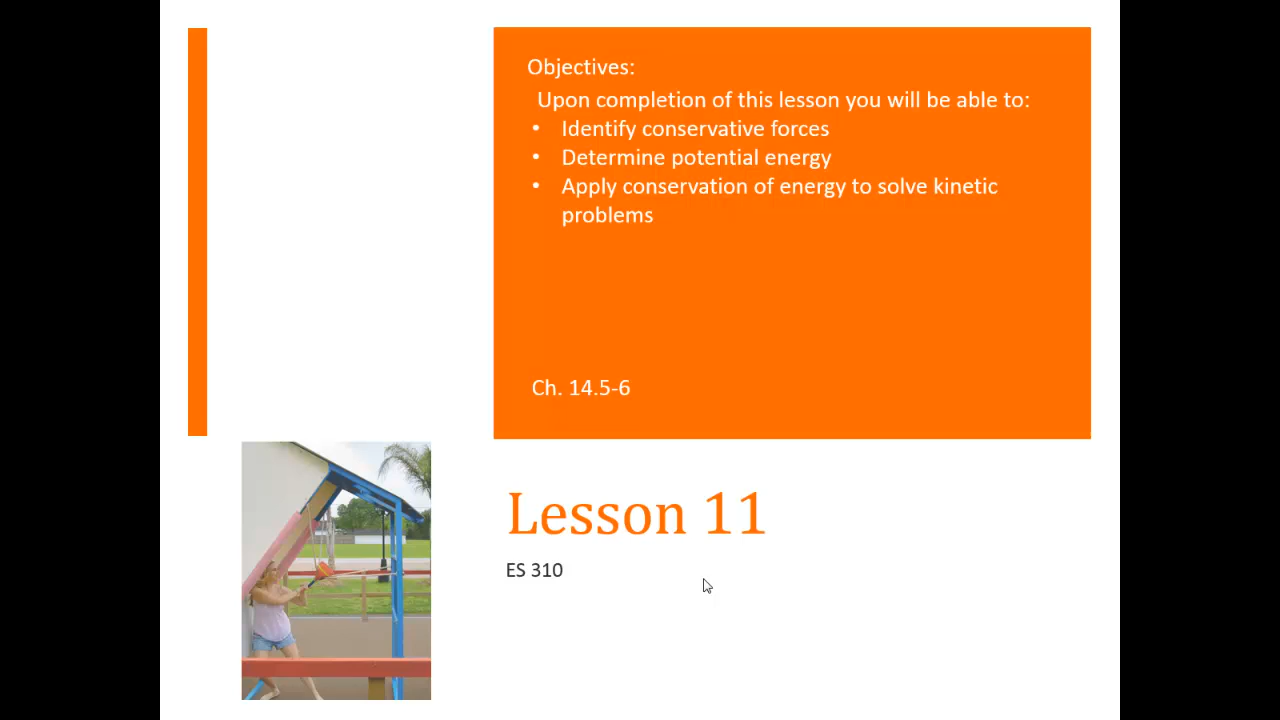 Objectives:
Upon completion of this lesson you will be able to:
• Identify conservative forces
• Determine potential energy
• Apply conservation of energy to solve kinetic
problems
Ch. 14.5-6
Lesson 11
ES 310